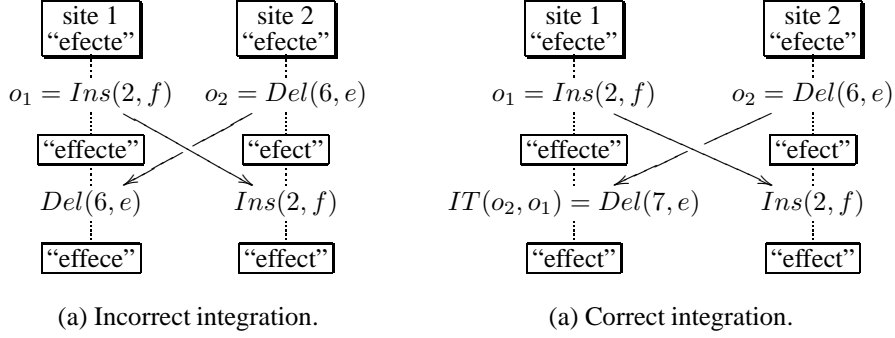 site 1
"efecte"
site 2
"efecte"
o1 = Ins(2, f)
o2 = Del(6, e)
"effecte"
"efect"
Del(6, e)
Ins(2, f)
"effece"
"effect"
(a) Incorrect integration.
site 1
"efecte"
site 2
"efecte"
o1 = Ins(2, f)
o2 = Del(6, e)
"effecte"
"efect"
IT(o2, o1) = Del(7, e)
Ins(2, f)
"effect"
"effect"
(a) Correct integration.